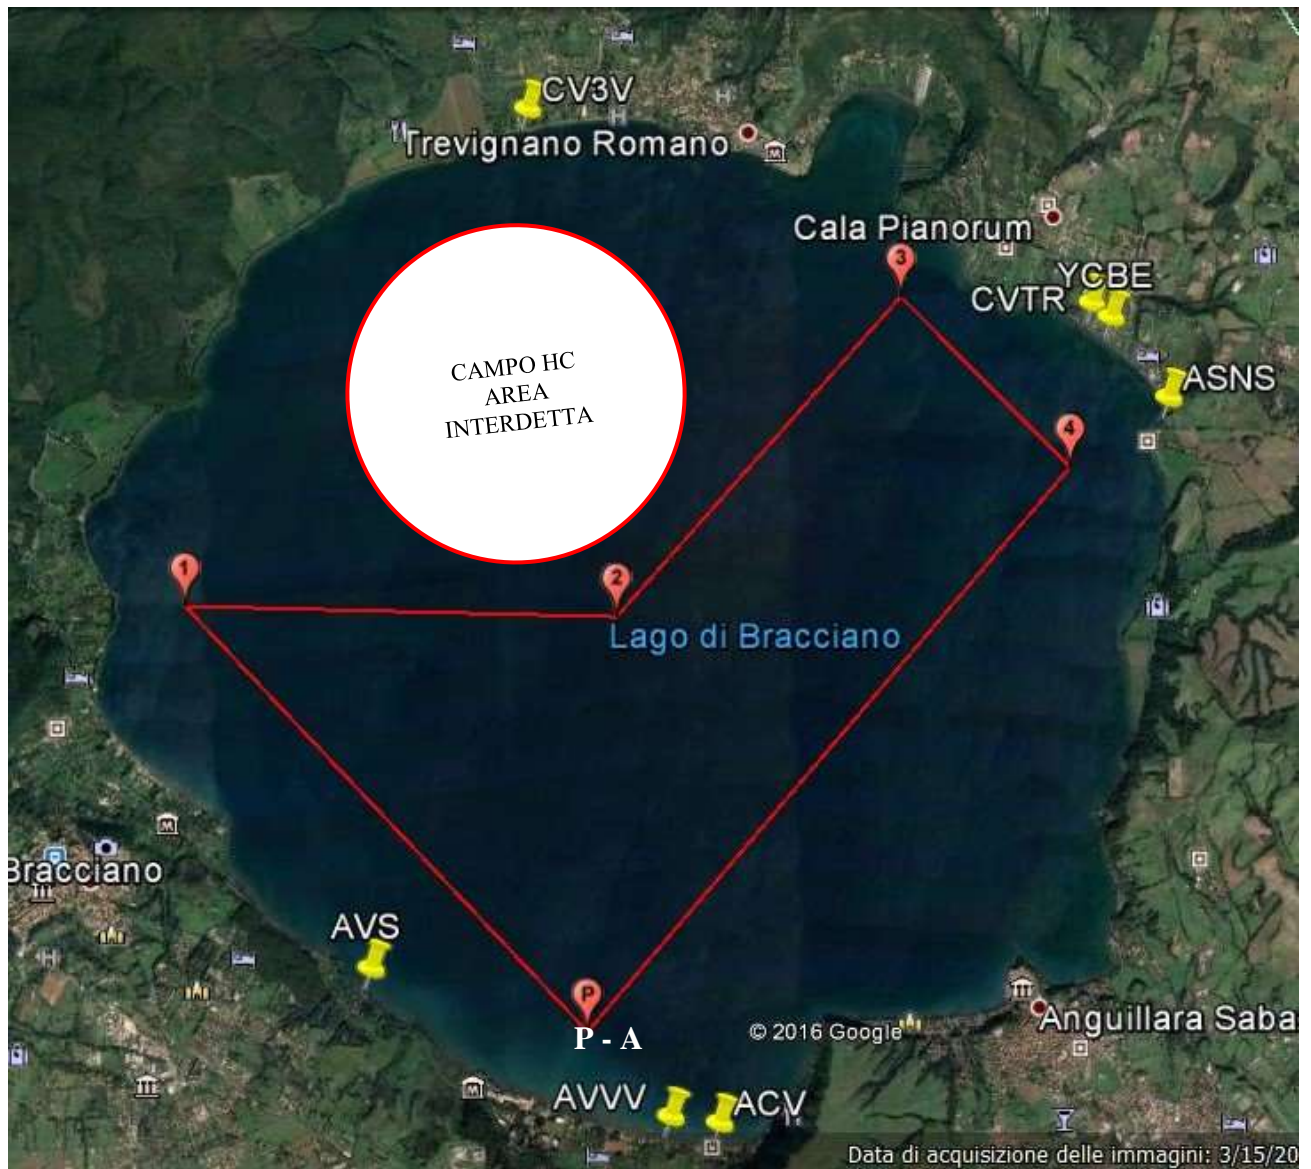 CV3V
Trevignano Romano
Cala Pianorum
3
YCBE
CVTR
CAMPO HC
AREA
INTERDETTA
ASNS
4
1
2
Lago di Bracciano
Bracciano
AVS
P
P - A
© 2016 Google
Anguillara Saba
AVVV
ACV
Data di acquisizione delle immagini: 3/15/20